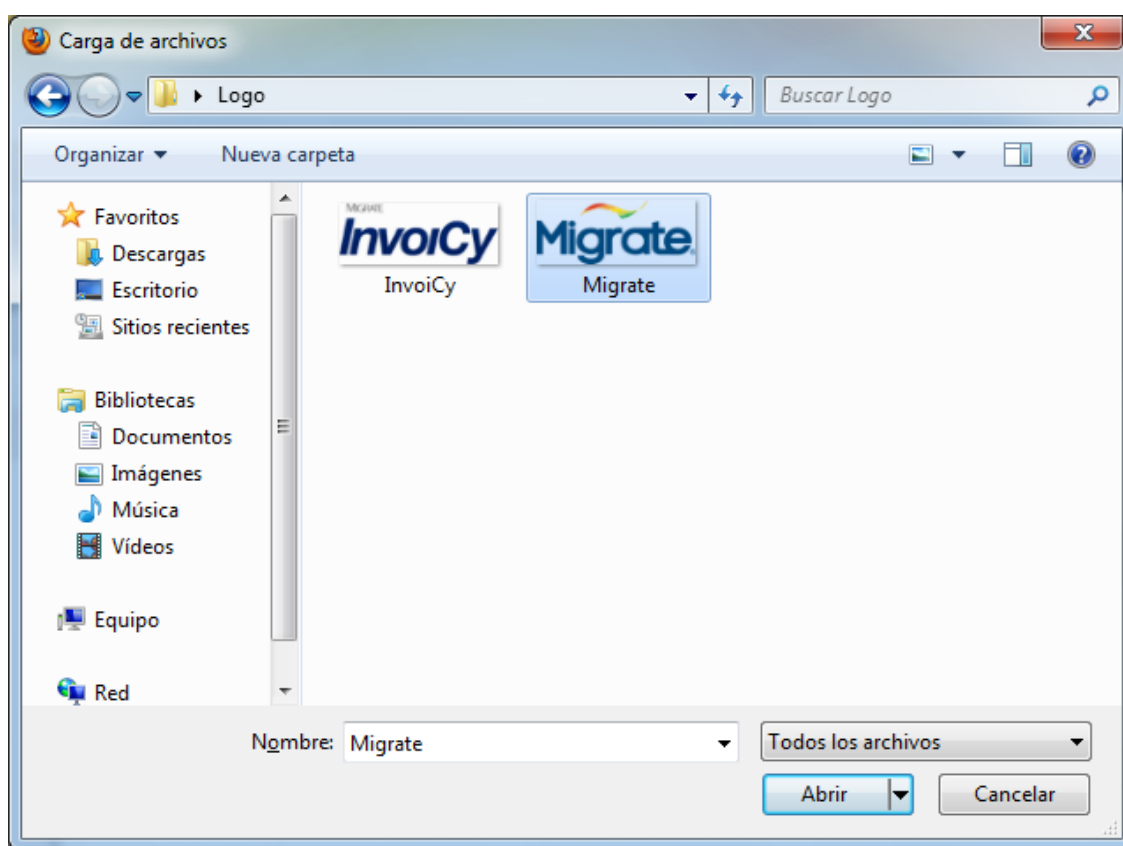 Carga de archivos
Logo
Buscar Logo
Organizar
Nueva carpeta
Favoritos
Descargas
Escritorio
Sitios recientes
Bibliotecas
Documentos
Imágenes
Música
Vídeos
Equipo
Red
MIGRATE
InvoiCy
InvoiCy
Migrate
Migrate
Nombre: Migrate
Todos los archivos
Abrir
Cancelar